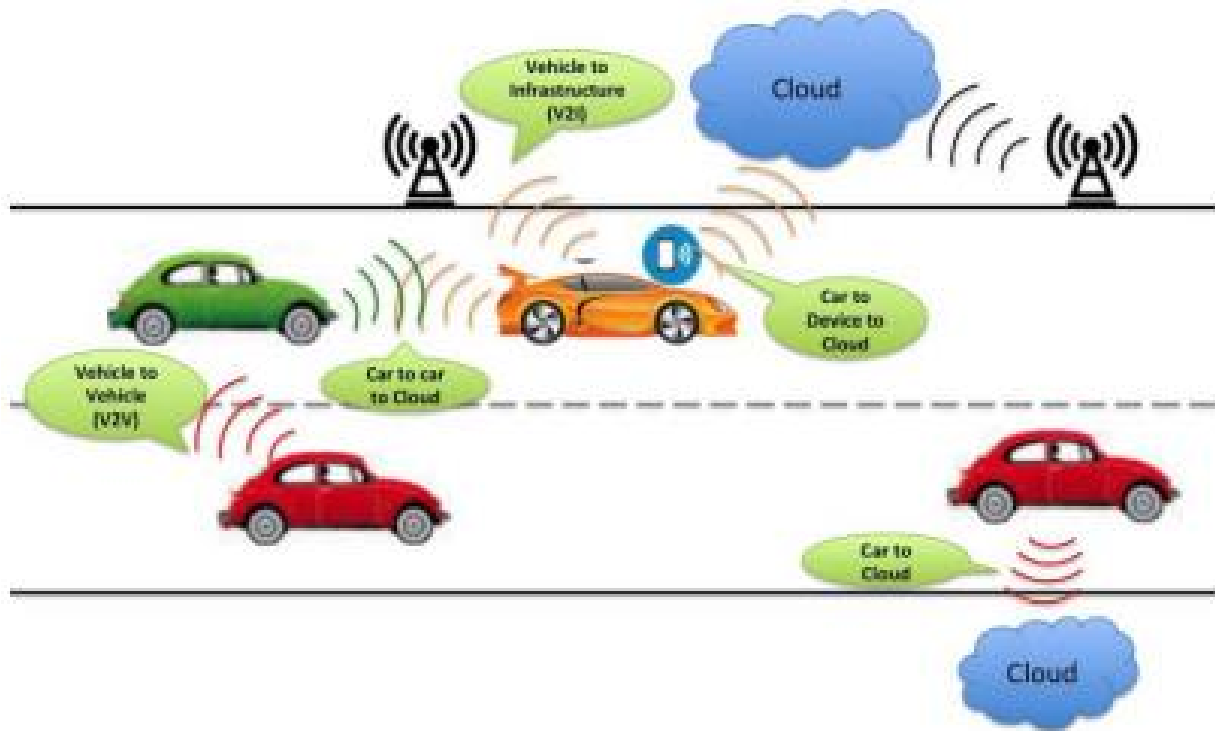 Vehicle to
Infrastructure
(V2I)
Cloud
Car to
Device to
Cloud
Vehicle to
Vehicle
(V2V)
Car to car
to Cloud
Car to
Cloud
Cloud